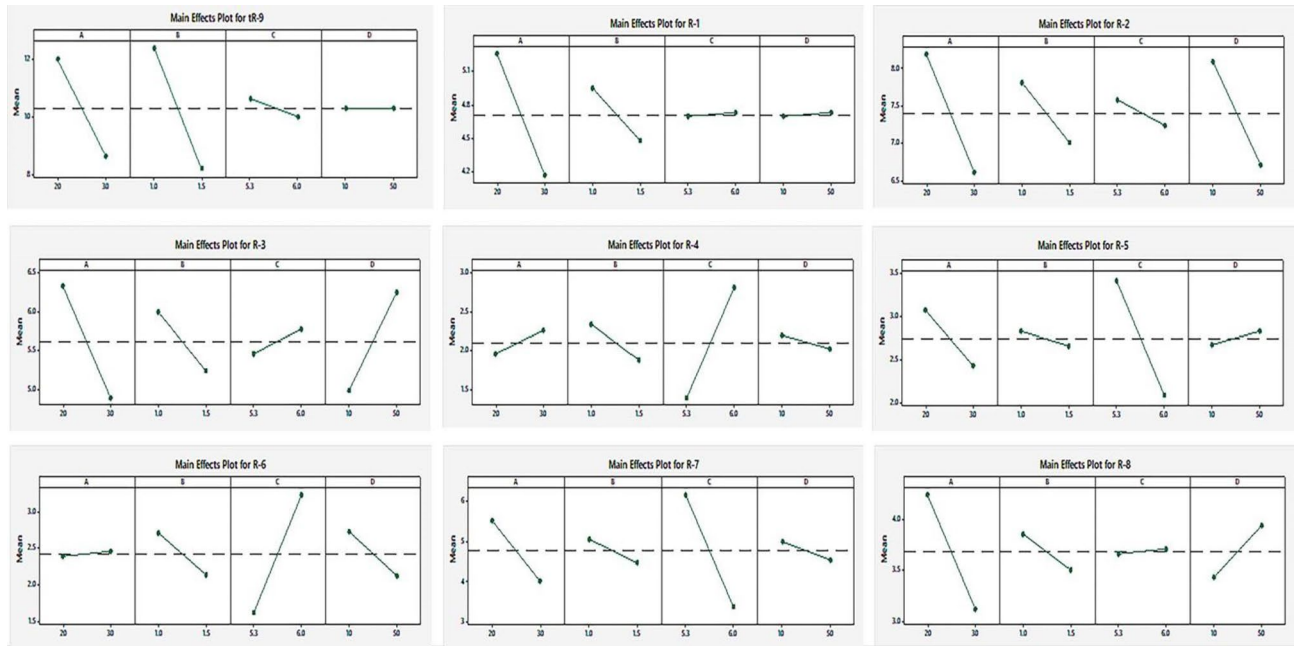 Main Effects Plot for tR-9
A B C D
Mean
12
10
8
20 30 1.0 1.5 5.3 6.0 10 50
Main Effects Plot for R-1
A B C D
Mean
5.1
4.8
4.5
4.2
20 30 1.0 1.5 5.3 6.0 10 50
Main Effects Plot for R-2
A B C D
Mean
8.0
7.5
7.0
6.5
20 30 1.0 1.5 5.3 6.0 10 50
Main Effects Plot for R-3
A B C D
Mean
6.5
6.0
5.5
5.0
20 30 1.0 1.5 5.3 6.0 10 50
Main Effects Plot for R-4
A B C D
Mean
3.0
2.5
2.0
1.5
20 30 1.0 1.5 5.3 6.0 10 50
Main Effects Plot for R-5
A B C D
Mean
3.5
3.0
2.5
2.0
20 30 1.0 1.5 5.3 6.0 10 50
Main Effects Plot for R-6
A B C D
Mean
3.0
2.5
2.0
1.5
20 30 1.0 1.5 5.3 6.0 10 50
Main Effects Plot for R-7
A B C D
Mean
6
5
4
3
20 30 1.0 1.5 5.3 6.0 10 50
Main Effects Plot for R-8
A B C D
Mean
4.0
3.5
3.0
20 30 1.0 1.5 5.3 6.0 10 50